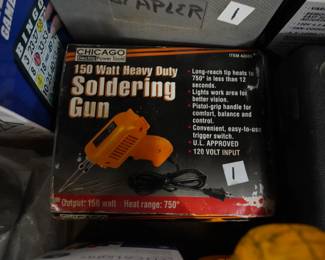 STAPLER
1
BINGO
GAME
CHICAGO
Electric Power Tools
150 Watt Heavy Duty
Soldering
Gun
• Long-reach tip heats to
750° in less than 12
seconds.
• Lights work area for
better vision.
• Pistol-grip handle for
comfort, balance and
control.
• Convenient, easy-to-use
trigger switch.
• U.L. APPROVED
• 120 VOLT INPUT
1
Output: 150 watt Heat range: 750°